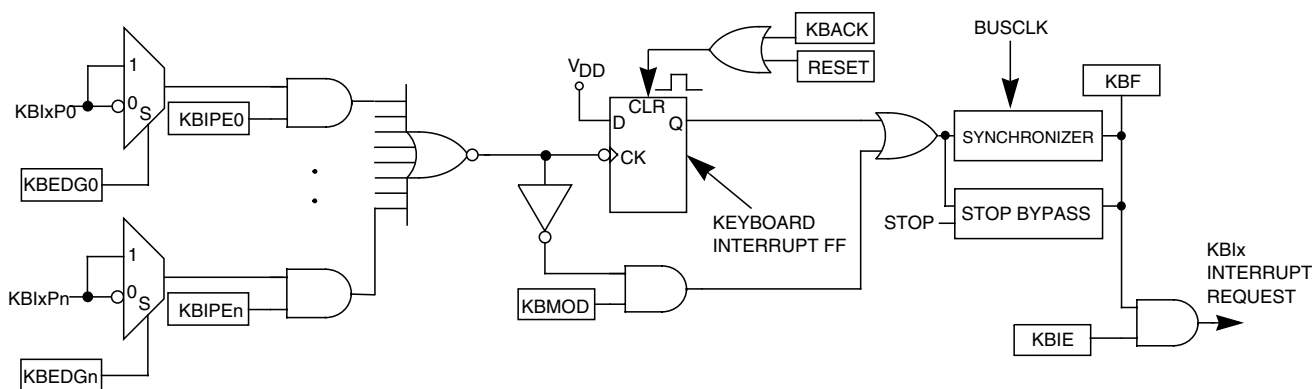 KBACK
RESET
BUSCLK
VDD
KBF
1
KBIxP0
0
S
KBIPE0
CLR
D
Q
SYNCHRONIZER
CK
KBEDG0
STOP BYPASS
STOP
KEYBOARD
INTERRUPT FF
1
KBIxPn
0
S
KBIPEn
KBMOD
KBIx
INTERRUPT
REQUEST
KBIE
KBEDGn